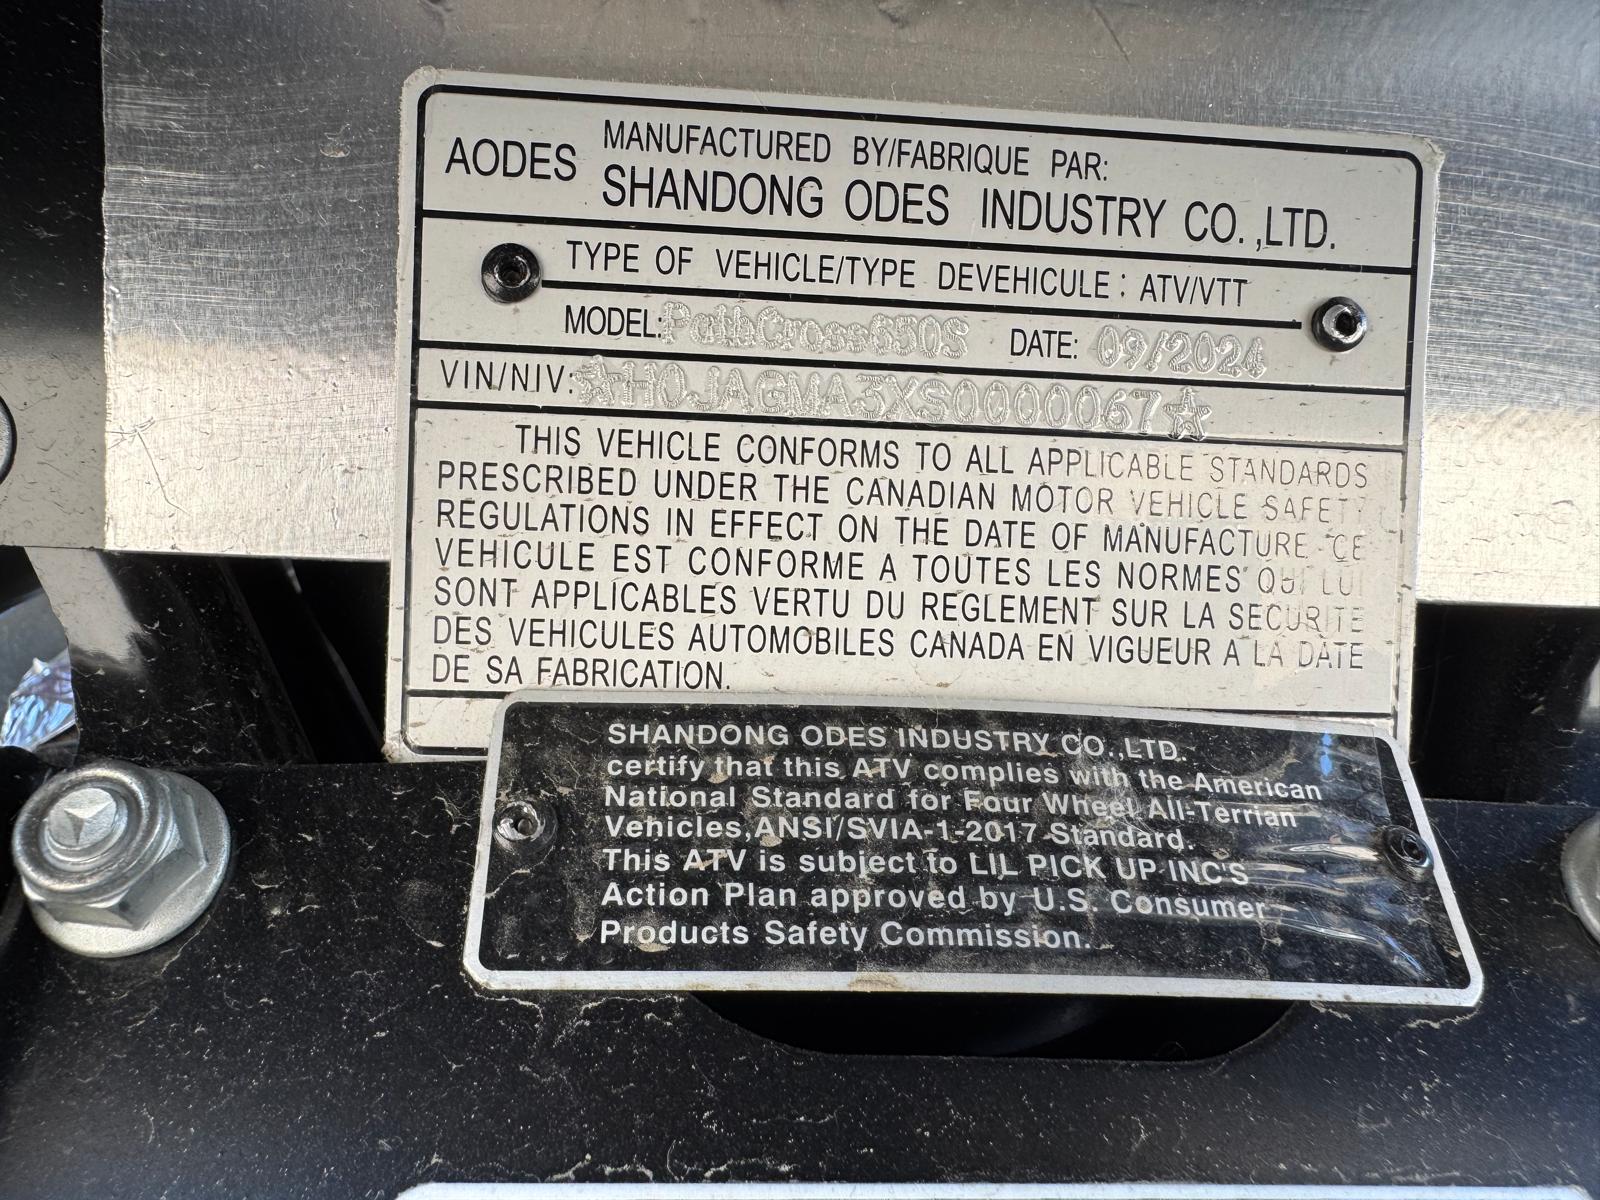 AODES
MANUFACTURED BY/FABRIQUE PAR:
SHANDONG ODES INDUSTRY CO.,LTD.
TYPE OF VEHICLE/TYPE DEVEHICULE: ATV/VTT
MODEL: PathCross650S DATE: 09/2024
VIN/NIV: ☆H0JAGMA3XS0000067☆
THIS VEHICLE CONFORMS TO ALL APPLICABLE STANDARDS
PRESCRIBED UNDER THE CANADIAN MOTOR VEHICLE SAFETY
REGULATIONS IN EFFECT ON THE DATE OF MANUFACTURE CE
VEHICULE EST CONFORME A TOUTES LES NORMES QUI LUI
SONT APPLICABLES VERTU DU REGLEMENT SUR LA SECURITE
DES VEHICULES AUTOMOBILES CANADA EN VIGUEUR A LA DATE
DE SA FABRICATION.
SHANDONG ODES INDUSTRY CO.,LTD.
certify that this ATV complies with the American
National Standard for Four Wheel All-Terrian
Vehicles,ANSI/SVIA-1-2017 Standard.
This ATV is subject to LIL PICK UP INC'S
Action Plan approved by U.S. Consumer
Products Safety Commission.